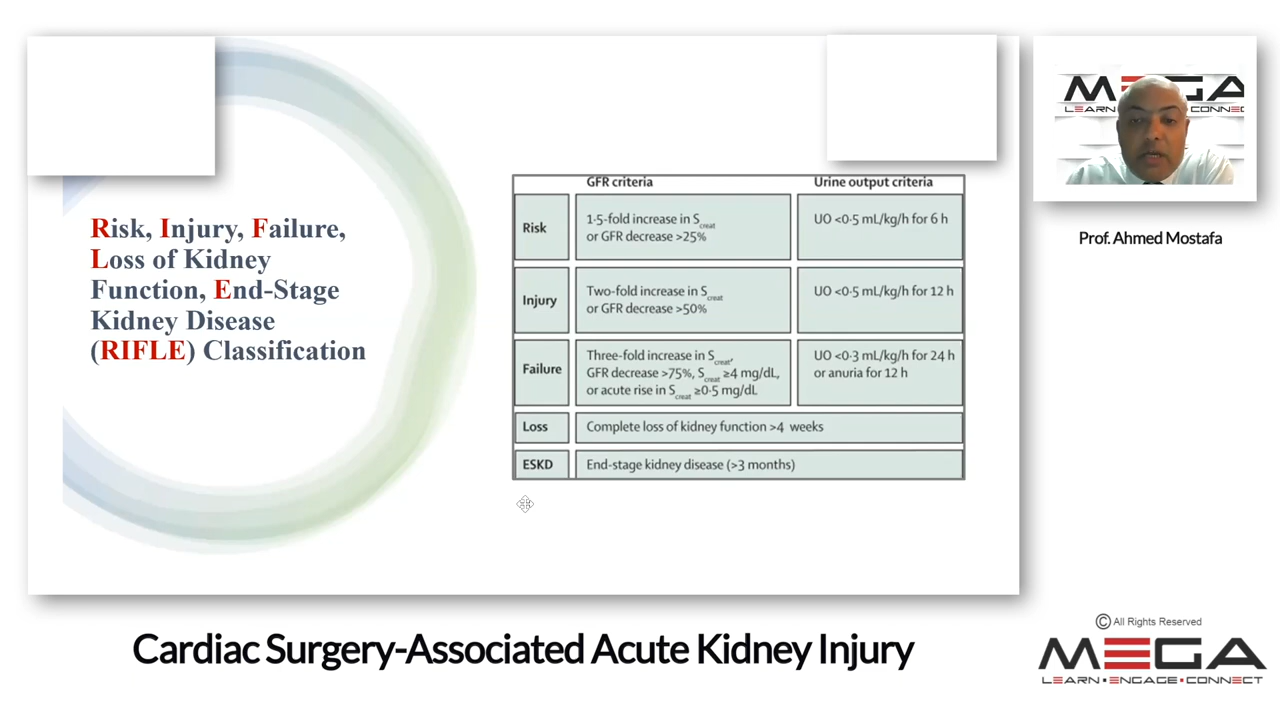 Risk, Injury, Failure,
Loss of Kidney
Function, End-Stage
Kidney Disease
(RIFLE) Classification
GFR criteria
Urine output criteria
Risk
1·5-fold increase in Screat
or GFR decrease >25%
UO <0·5 mL/kg/h for 6 h
Injury
Two-fold increase in Screat
or GFR decrease >50%
UO <0·5 mL/kg/h for 12 h
Failure
Three-fold increase in Screat,
GFR decrease >75%, Screat ≥4 mg/dL,
or acute rise in Screat ≥0·5 mg/dL
UO <0·3 mL/kg/h for 24 h
or anuria for 12 h
Loss
Complete loss of kidney function >4 weeks
ESKD
End-stage kidney disease (>3 months)
MEGA
LEARN
CONNEC
Prof. Ahmed Mostafa
Cardiac Surgery-Associated Acute Kidney Injury
© All Rights Reserved
MEGA
LEARN • ENGAGE • CONNECT